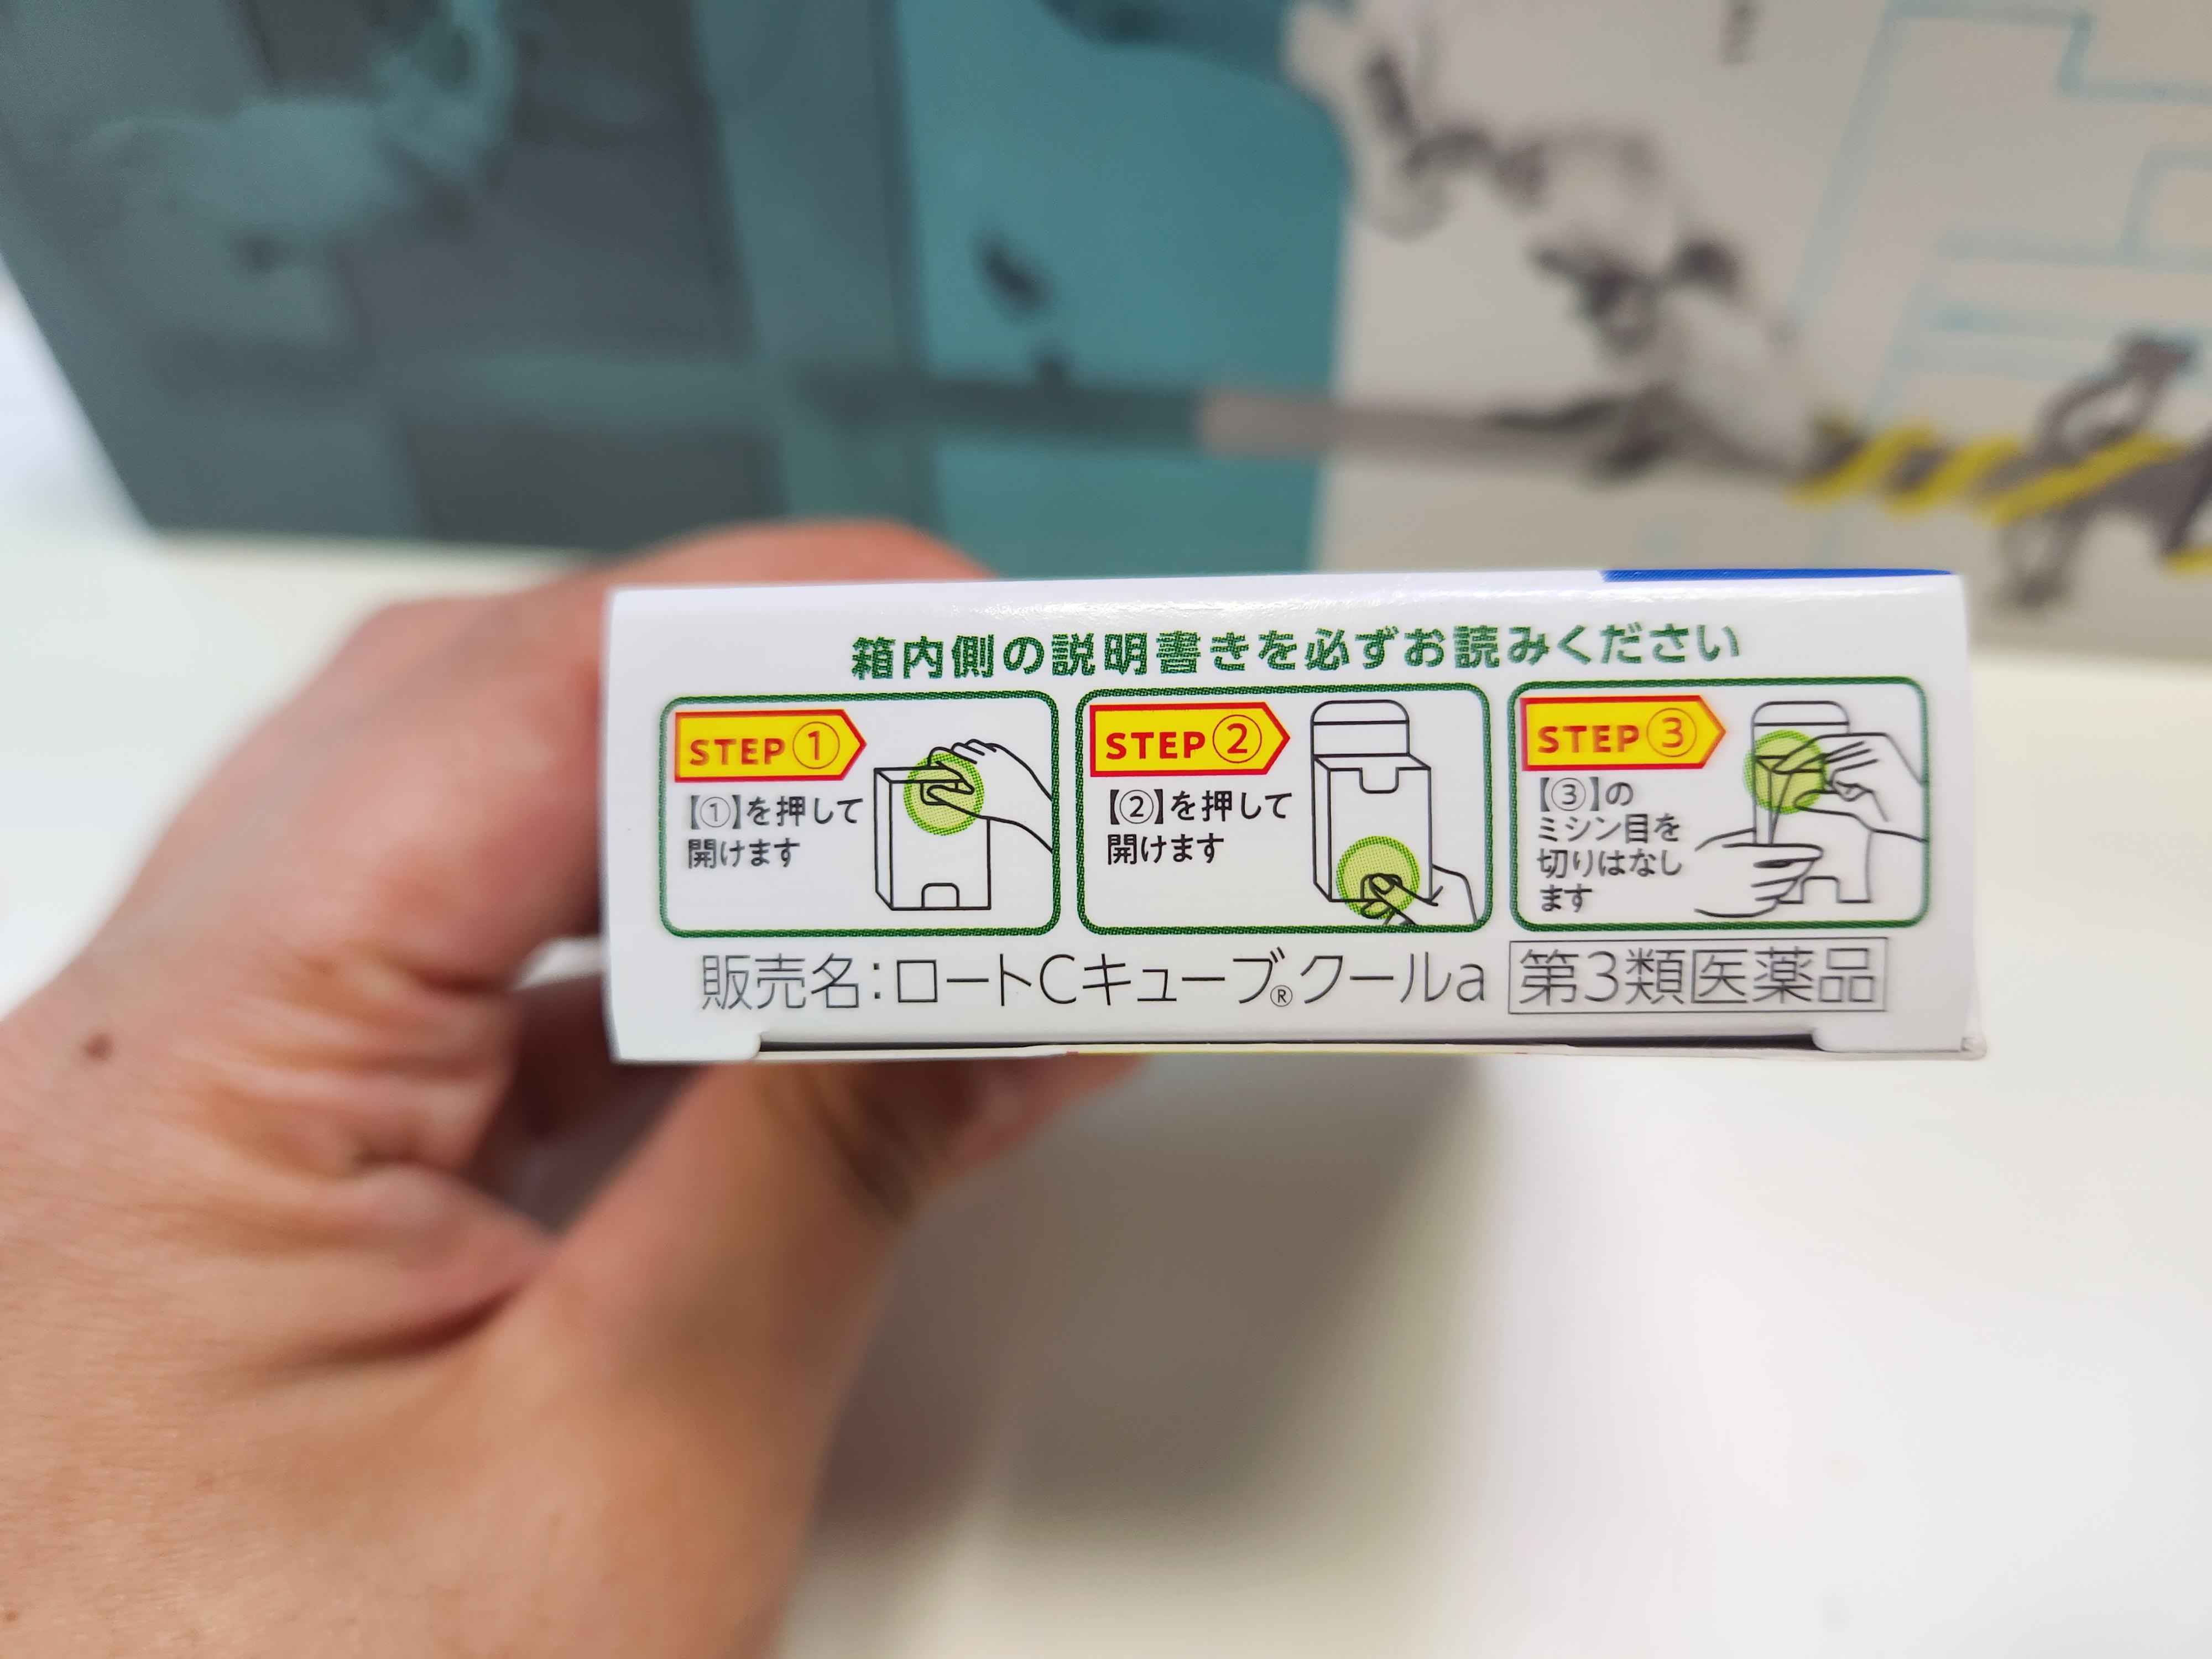 箱内側の説明書きを必ずお読みください
STEP①
【①】を押して
開けます
STEP②
【②】を押して
開けます
STEP③
【③】の
ミシン目を
切りはなし
ます
販売名：ロートCキューブ®クールa 第3類医薬品